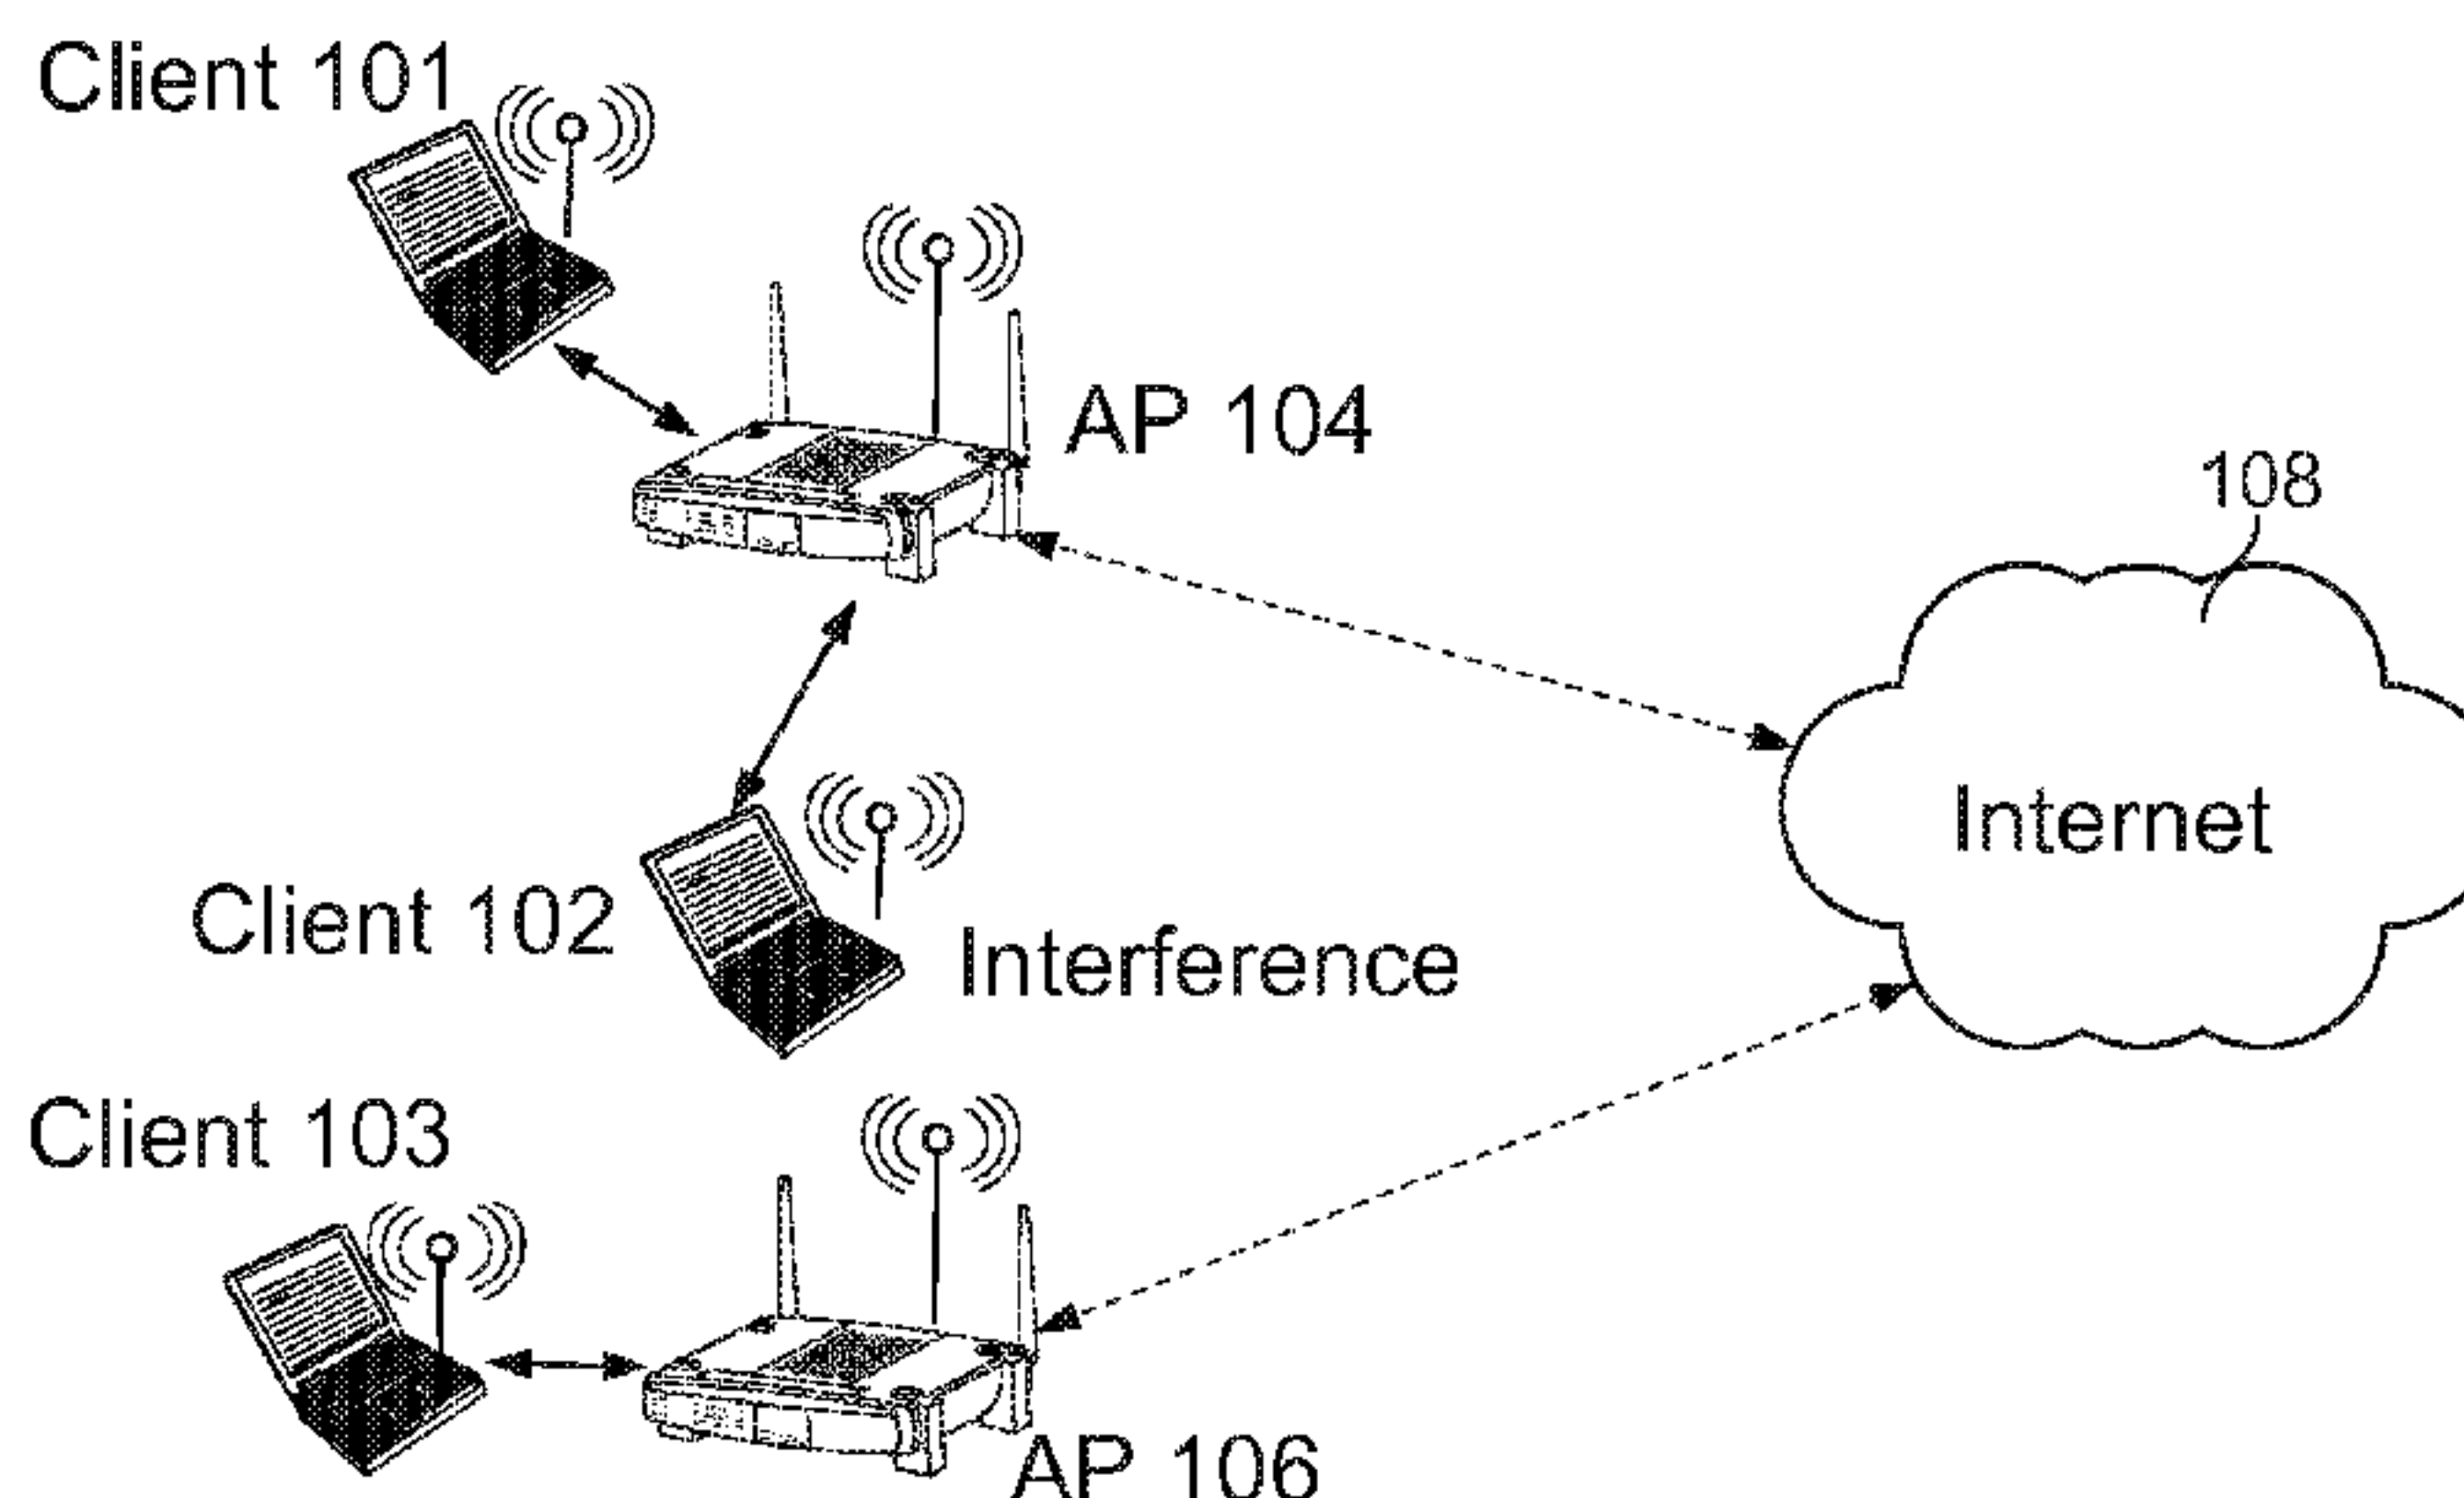 Client 101
AP 104
108
Internet
Client 102
Interference
Client 103
AP 106